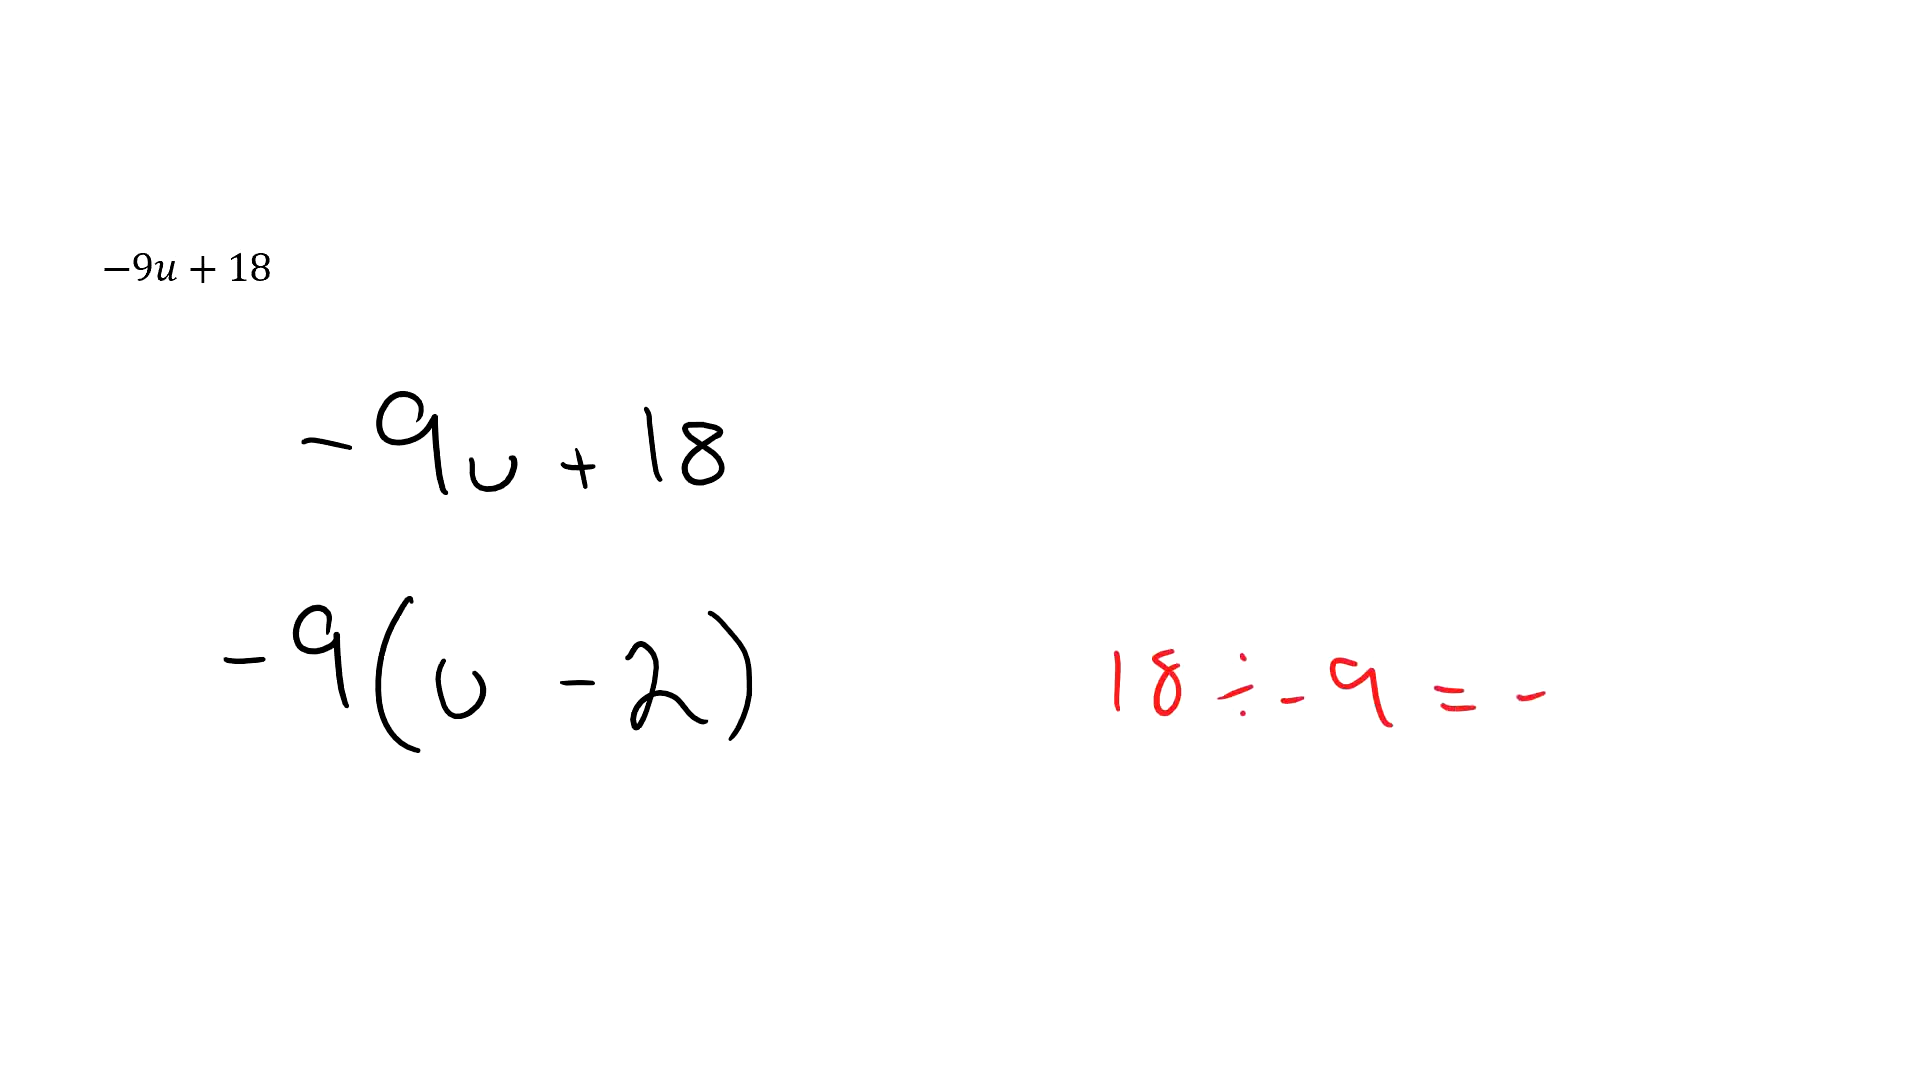 −9u + 18
-9u + 18
-9(u - 2)
18 ÷ -9 = -